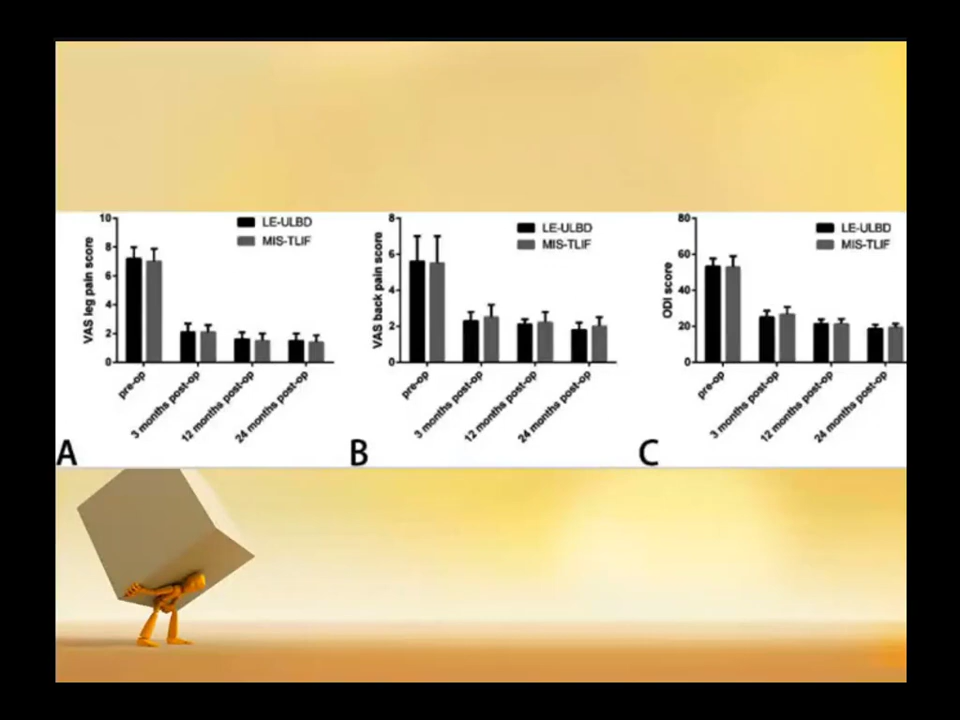 10
8
6
4
2
0
VAS leg pain score
LE-ULBD
MIS-TLIF
pre-op
3 months post-op
12 months post-op
24 months post-op
A
8
6
4
2
0
VAS back pain score
LE-ULBD
MIS-TLIF
pre-op
3 months post-op
12 months post-op
24 months post-op
B
80
60
40
20
0
ODI score
LE-ULBD
MIS-TLIF
pre-op
3 months post-op
12 months post-op
24 months post-op
C